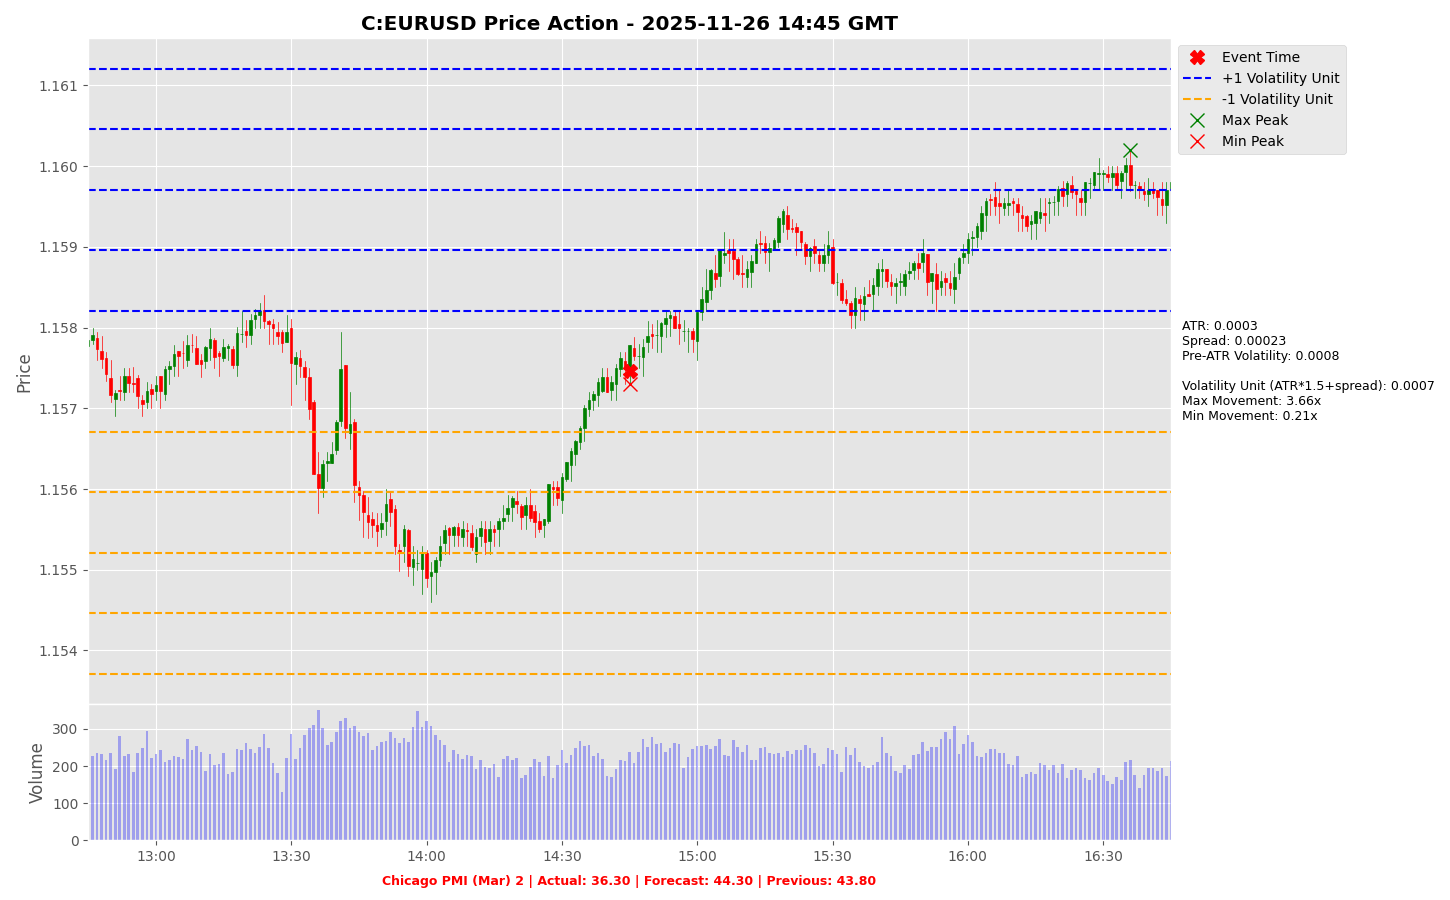 C:EURUSD Price Action - 2025-11-26 14:45 GMT
Event Time
+1 Volatility Unit
-1 Volatility Unit
Max Peak
Min Peak
1.161
1.160
1.159
1.158
1.157
1.156
1.155
1.154
Price
ATR: 0.0003
Spread: 0.00023
Pre-ATR Volatility: 0.0008
Volatility Unit (ATR*1.5+spread): 0.0007
Max Movement: 3.66x
Min Movement: 0.21x
300
200
100
0
Volume
13:00 13:30 14:00 14:30 15:00 15:30 16:00 16:30
Chicago PMI (Mar) 2 | Actual: 36.30 | Forecast: 44.30 | Previous: 43.80